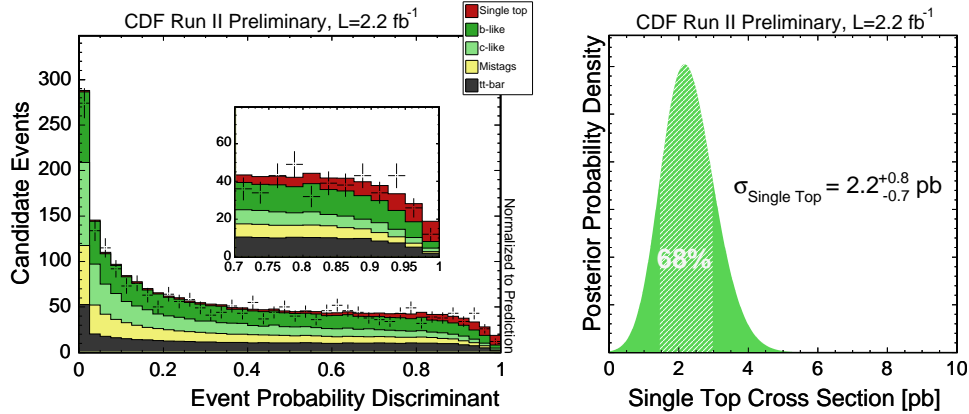 CDF Run II Preliminary, L=2.2 fb⁻¹
Single top
b-like
c-like
Mistags
tt-bar
Candidate Events
300
250
200
150
100
50
0
60
40
20
0
0.7 0.75 0.8 0.85 0.9 0.95 1
Normalized to Prediction
0 0.2 0.4 0.6 0.8 1
Event Probability Discriminant
CDF Run II Preliminary, L=2.2 fb⁻¹
Posterior Probability Density
σSingle Top = 2.2 +0.8 -0.7 pb
68%
0 2 4 6 8 10
Single Top Cross Section [pb]